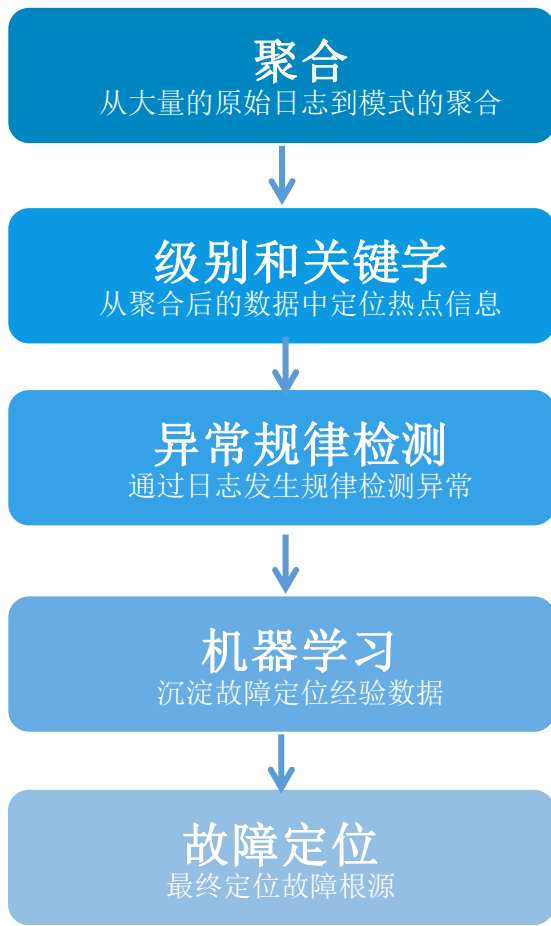 聚合
从大量的原始日志到模式的聚合
级别和关键字
从聚合后的数据中定位热点信息
异常规律检测
通过日志发生规律检测异常
机器学习
沉淀故障定位经验数据
故障定位
最终定位故障根源